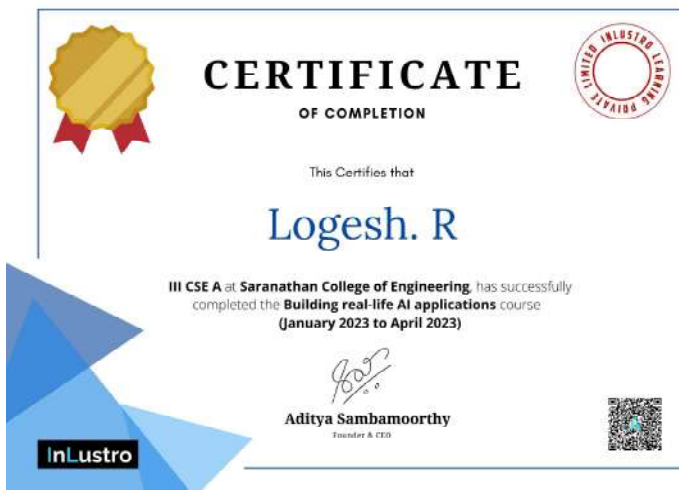 CERTIFICATE
OF COMPLETION
INLUSTRO LEARNING PRIVATE LIMITED
This Certifies that
Logesh. R
III CSE A at Saranathan College of Engineering, has successfully
completed the Building real-life AI applications course
(January 2023 to April 2023)
Aditya Sambamoorthy
Founder & CEO
InLustro